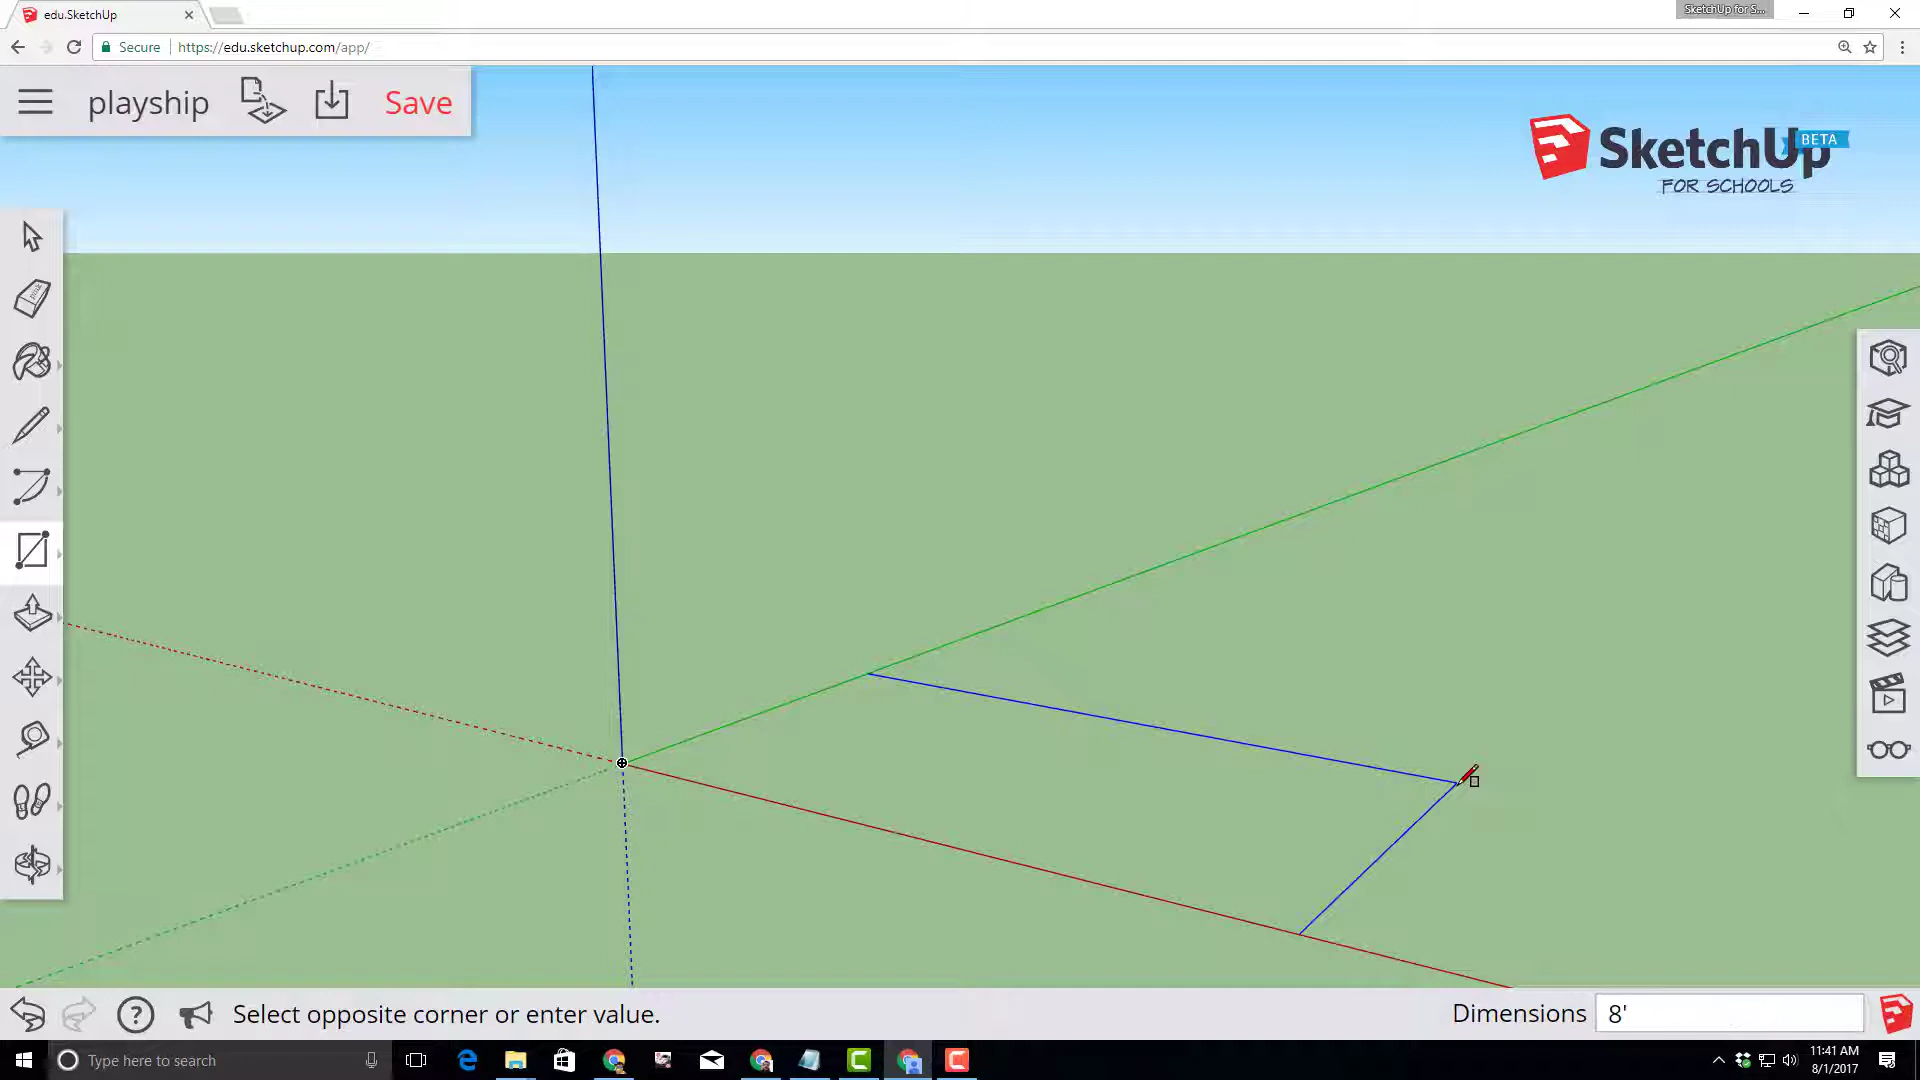 edu.SketchUp
SketchUp for S...
Secure
https://edu.sketchup.com/app/
playship
Save
SketchUp
BETA
FOR SCHOOLS
Select opposite corner or enter value.
Dimensions
8'
Type here to search
11:41 AM
8/1/2017